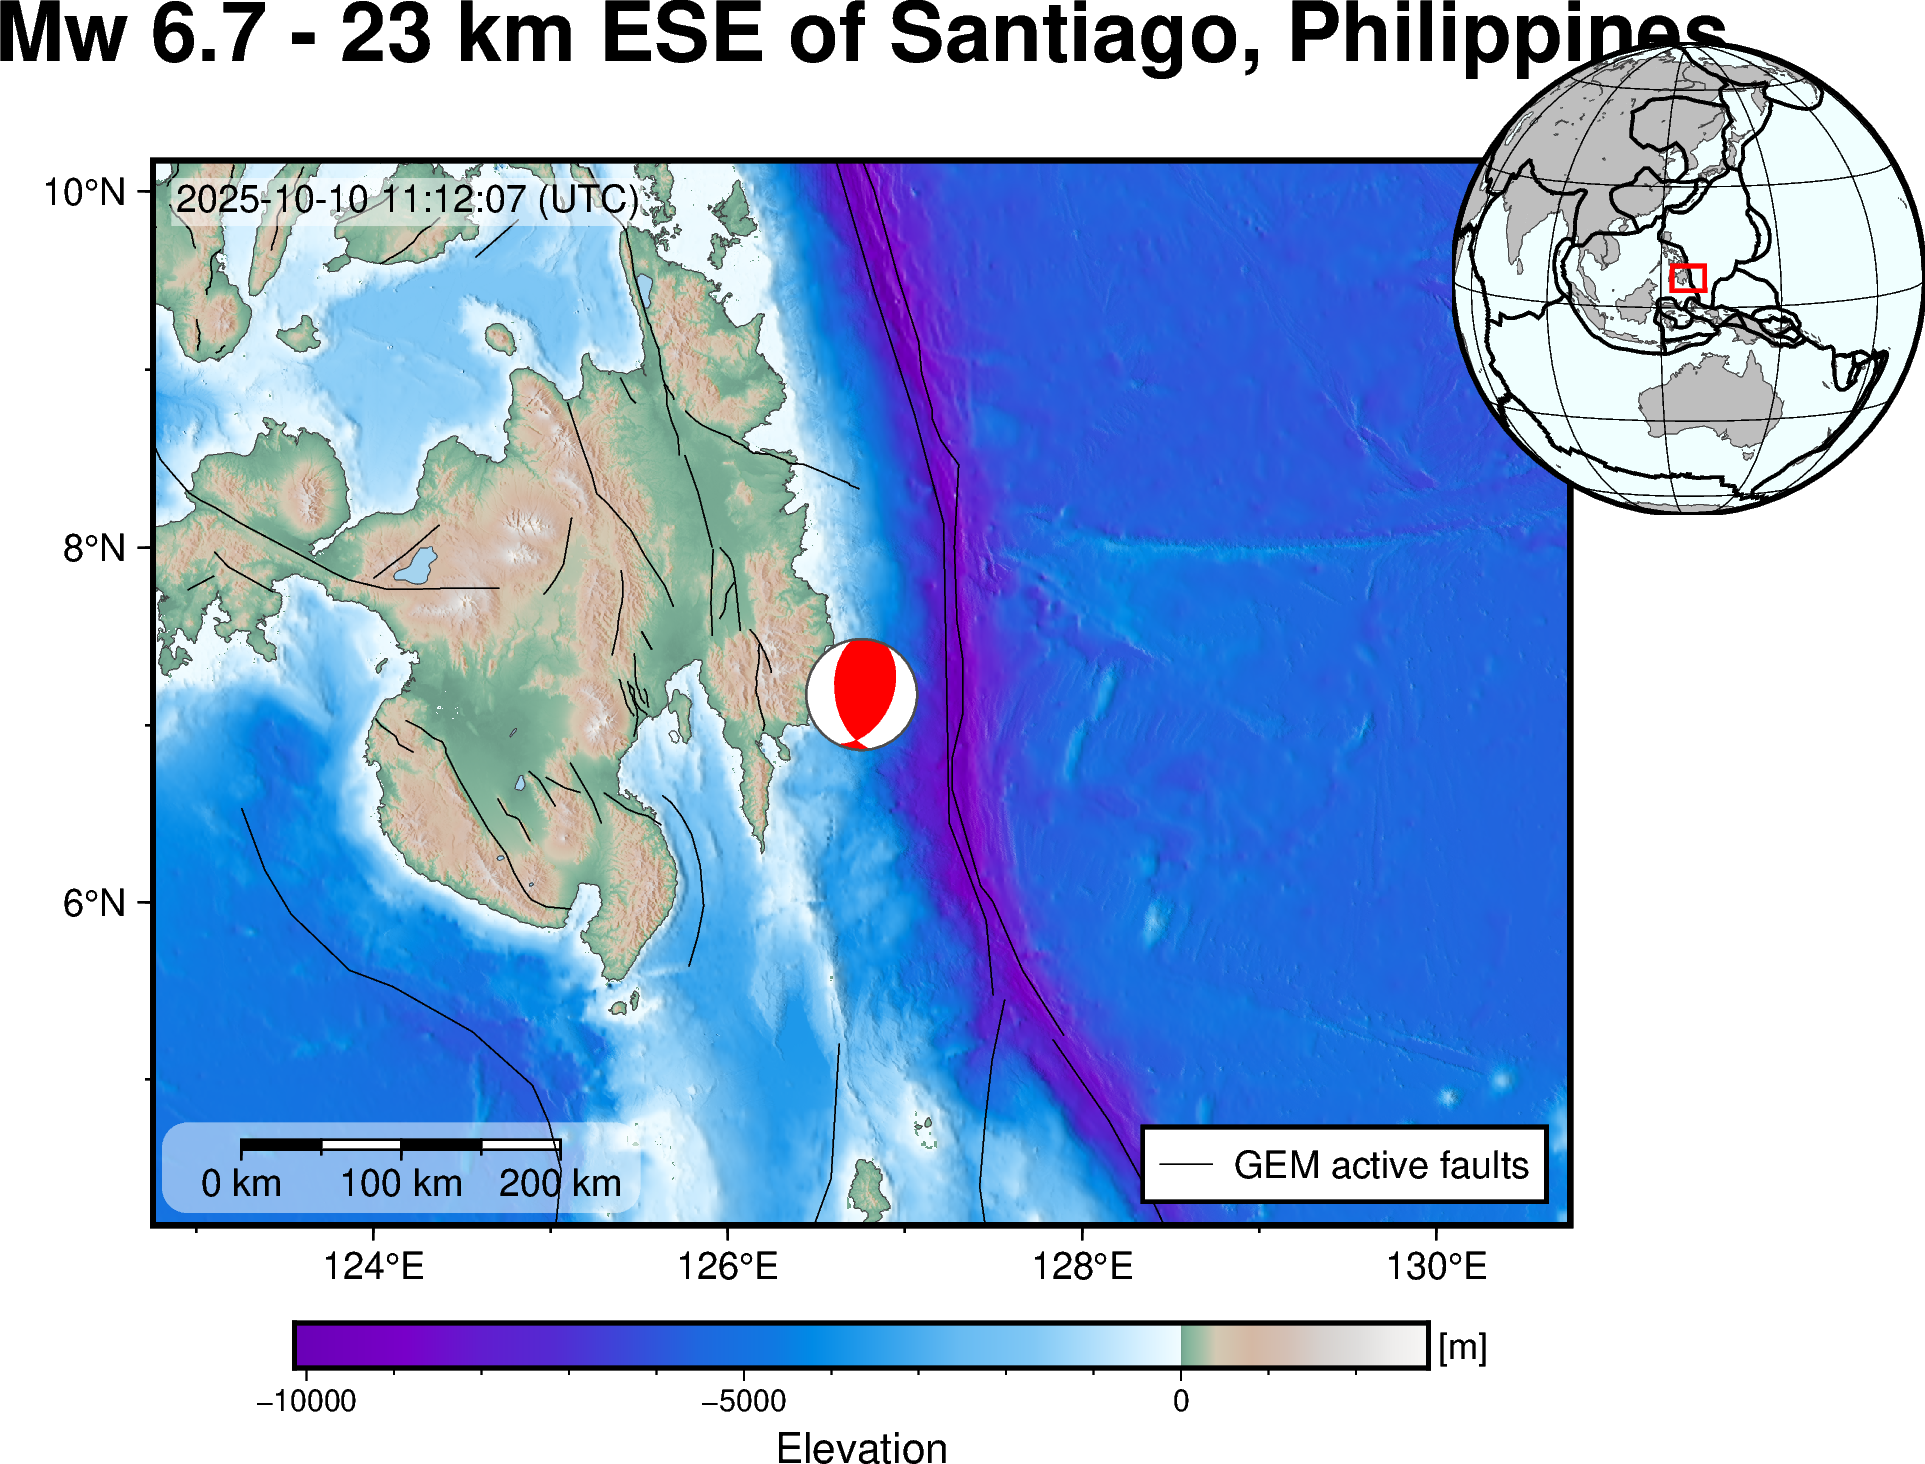 Mw 6.7 - 23 km ESE of Santiago, Philippines
2025-10-10 11:12:07 (UTC)
10°N
8°N
6°N
0 km 100 km 200 km
GEM active faults
124°E 126°E 128°E 130°E
[m]
−10000 −5000 0
Elevation